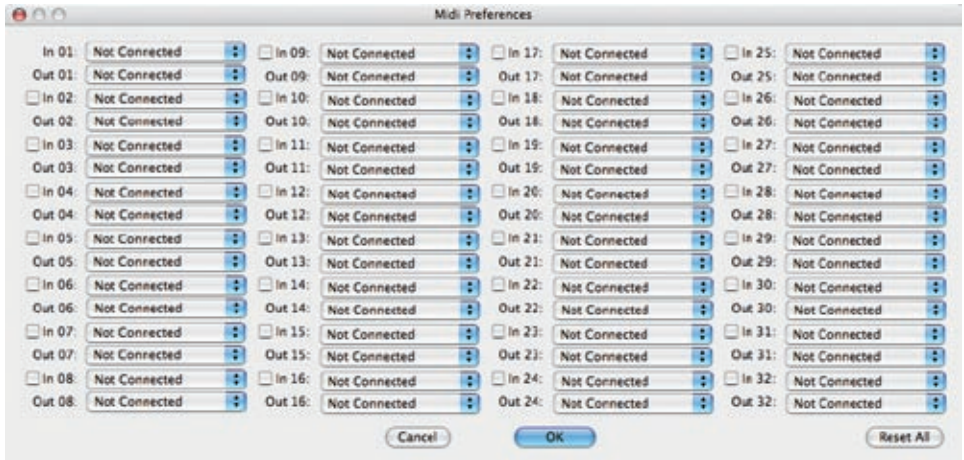 Midi Preferences
In 01: Not Connected In 09: Not Connected In 17: Not Connected In 25: Not Connected
Out 01: Not Connected Out 09: Not Connected Out 17: Not Connected Out 25: Not Connected
In 02: Not Connected In 10: Not Connected In 18: Not Connected In 26: Not Connected
Out 02: Not Connected Out 10: Not Connected Out 18: Not Connected Out 26: Not Connected
In 03: Not Connected In 11: Not Connected In 19: Not Connected In 27: Not Connected
Out 03: Not Connected Out 11: Not Connected Out 19: Not Connected Out 27: Not Connected
In 04: Not Connected In 12: Not Connected In 20: Not Connected In 28: Not Connected
Out 04: Not Connected Out 12: Not Connected Out 20: Not Connected Out 28: Not Connected
In 05: Not Connected In 13: Not Connected In 21: Not Connected In 29: Not Connected
Out 05: Not Connected Out 13: Not Connected Out 21: Not Connected Out 29: Not Connected
In 06: Not Connected In 14: Not Connected In 22: Not Connected In 30: Not Connected
Out 06: Not Connected Out 14: Not Connected Out 22: Not Connected Out 30: Not Connected
In 07: Not Connected In 15: Not Connected In 23: Not Connected In 31: Not Connected
Out 07: Not Connected Out 15: Not Connected Out 23: Not Connected Out 31: Not Connected
In 08: Not Connected In 16: Not Connected In 24: Not Connected In 32: Not Connected
Out 08: Not Connected Out 16: Not Connected Out 24: Not Connected Out 32: Not Connected
Cancel OK Reset All